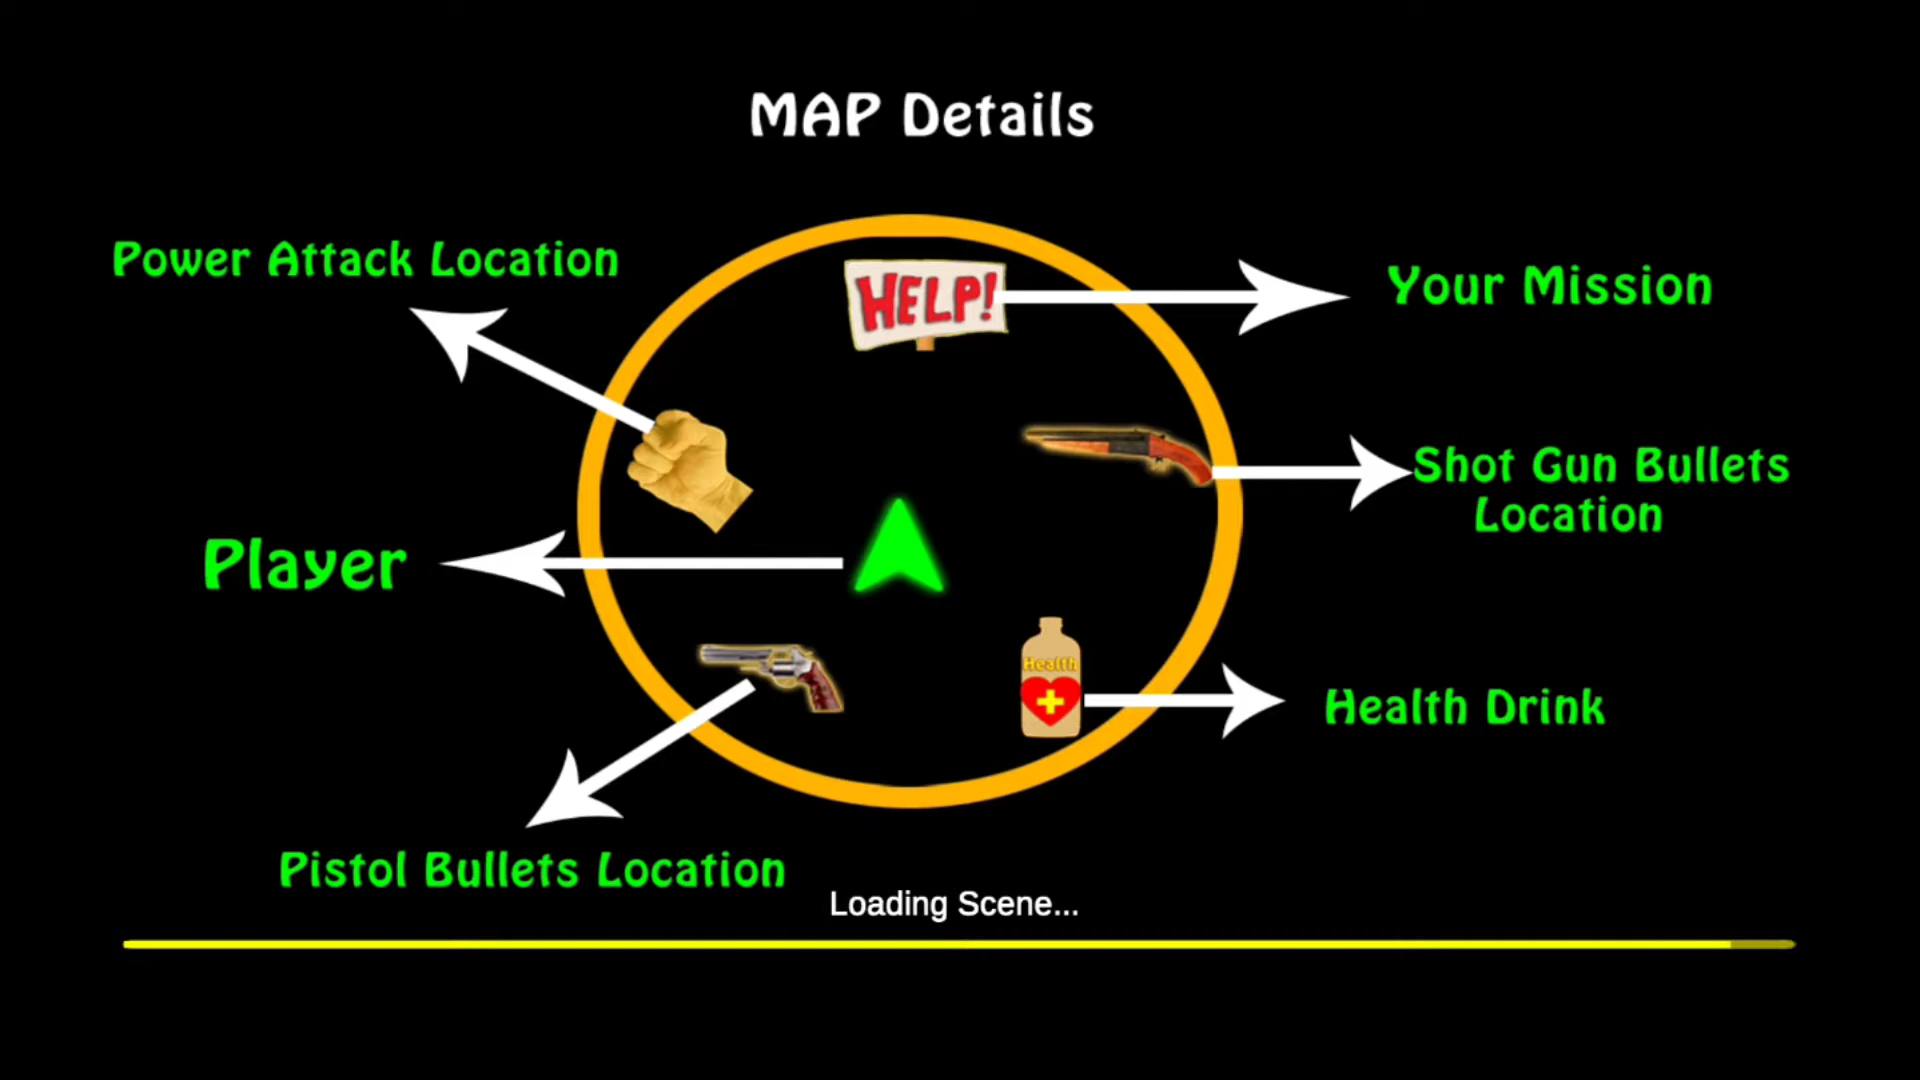 MAP Details
Power Attack Location
HELP!
Your Mission
Shot Gun Bullets
Location
Player
Health
Health Drink
Pistol Bullets Location
Loading Scene...